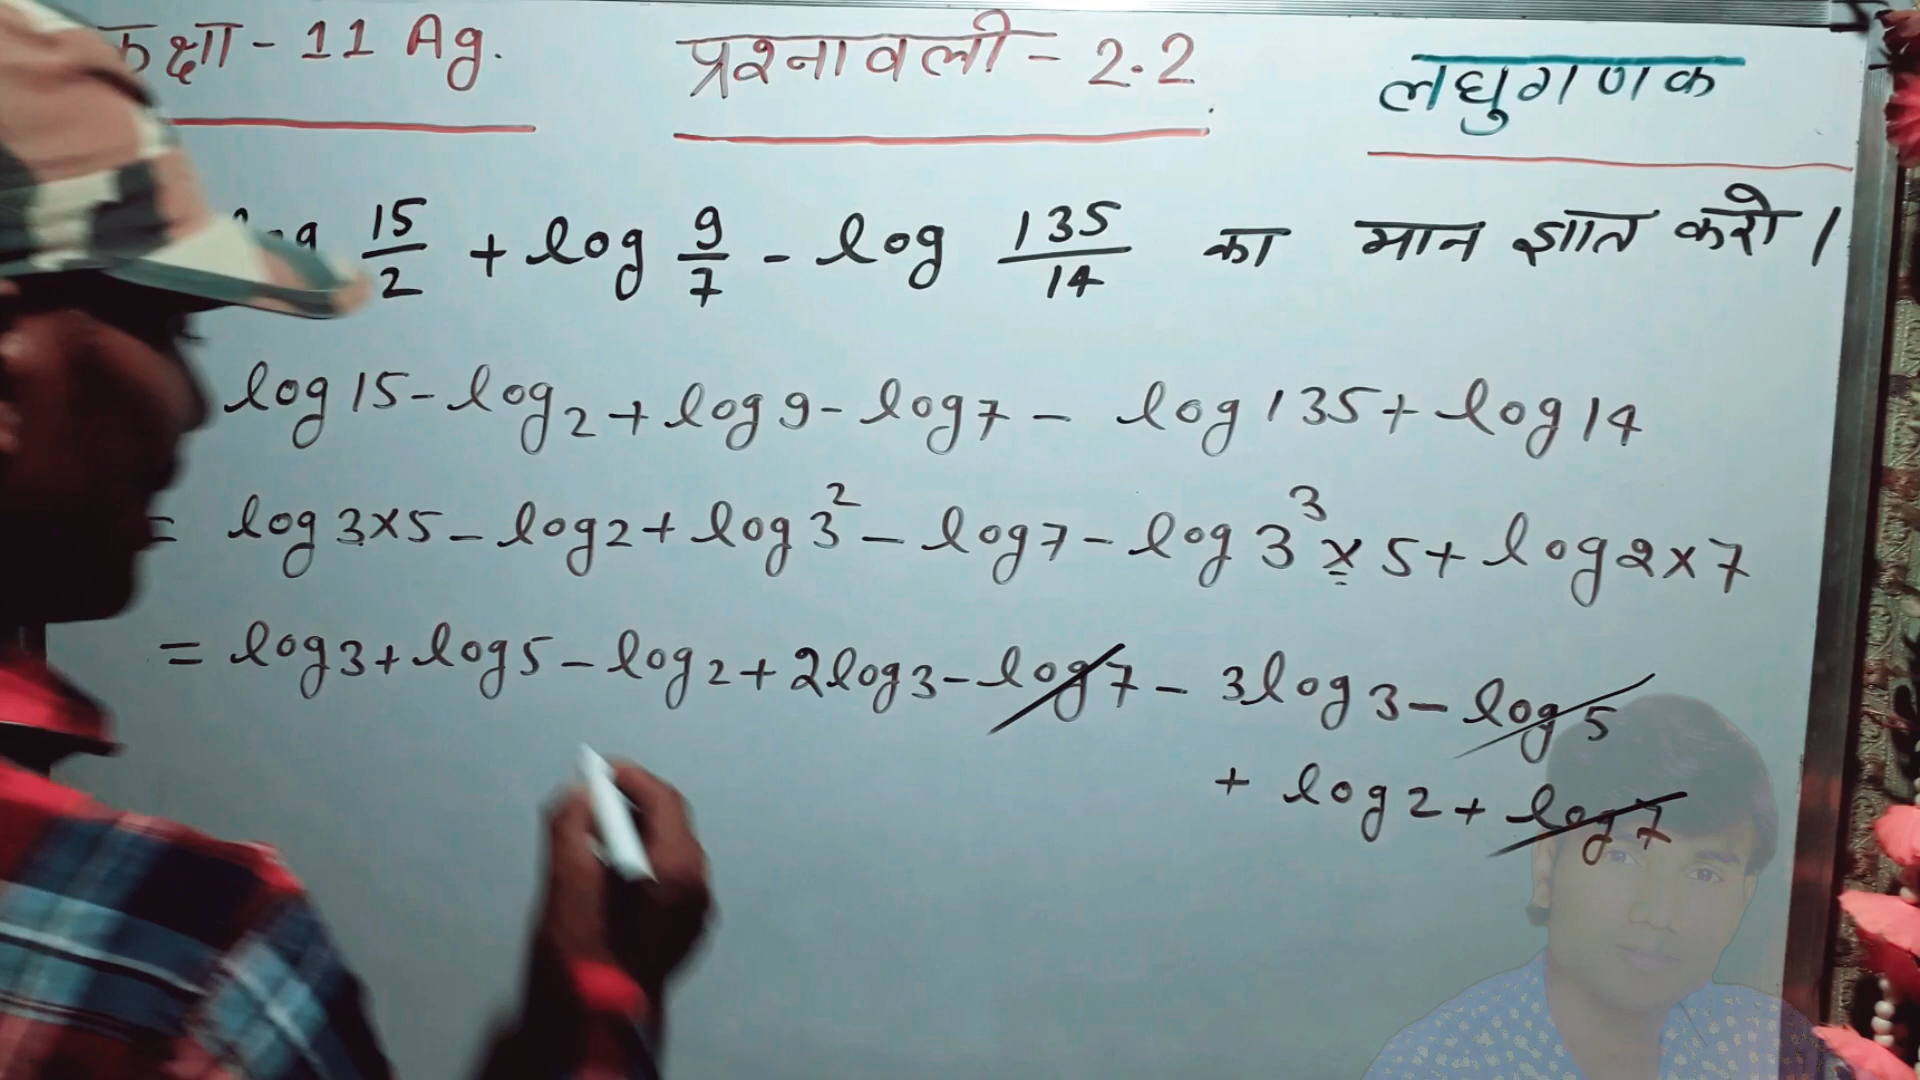 कक्षा - 11 Ag.
प्रश्नावली - 2.2
लघुगणक
log 15/2 + log 9/7 - log 135/14 का मान ज्ञात करो।
log 15 - log 2 + log 9 - log 7 - log 135 + log 14
= log 3×5 - log 2 + log 3² - log 7 - log 3³ × 5 + log 2×7
= log 3 + log 5 - log 2 + 2 log 3 - log 7 - 3 log 3 - log 5
+ log 2 + log 7